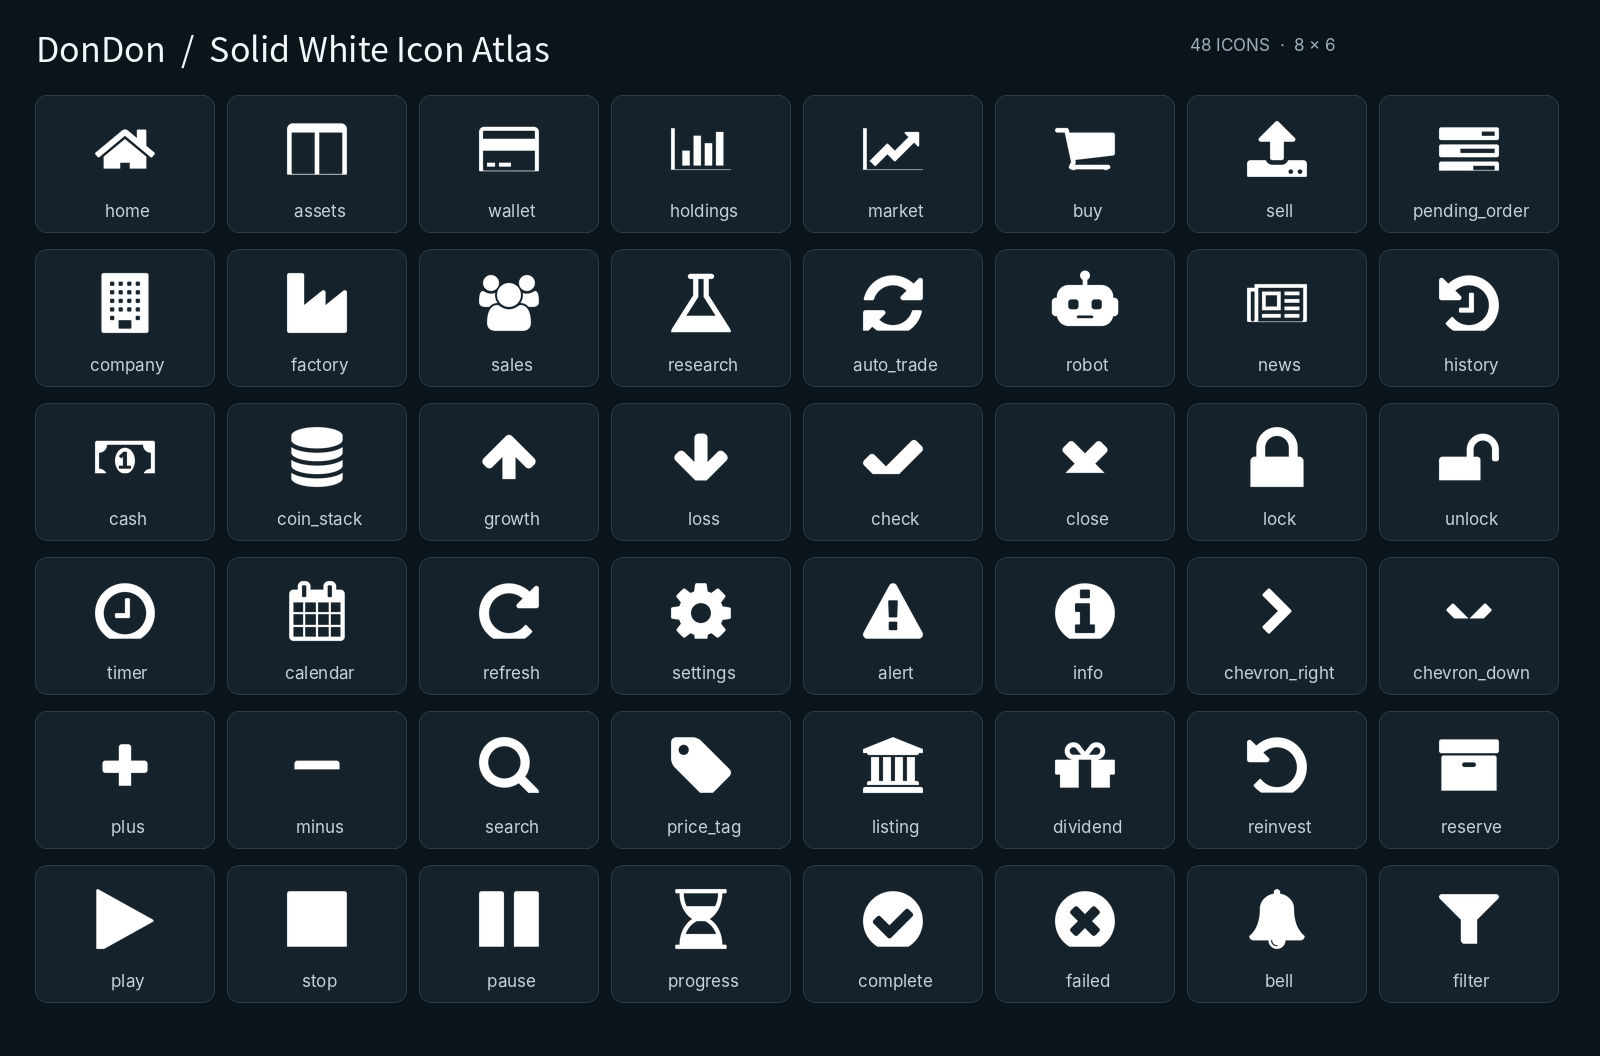 DonDon / Solid White Icon Atlas
48 ICONS · 8 × 6
home assets wallet holdings market buy sell pending_order
company factory sales research auto_trade robot news history
1
cash coin_stack growth loss check close lock unlock
timer calendar refresh settings alert info chevron_right chevron_down
plus minus search price_tag listing dividend reinvest reserve
play stop pause progress complete failed bell filter